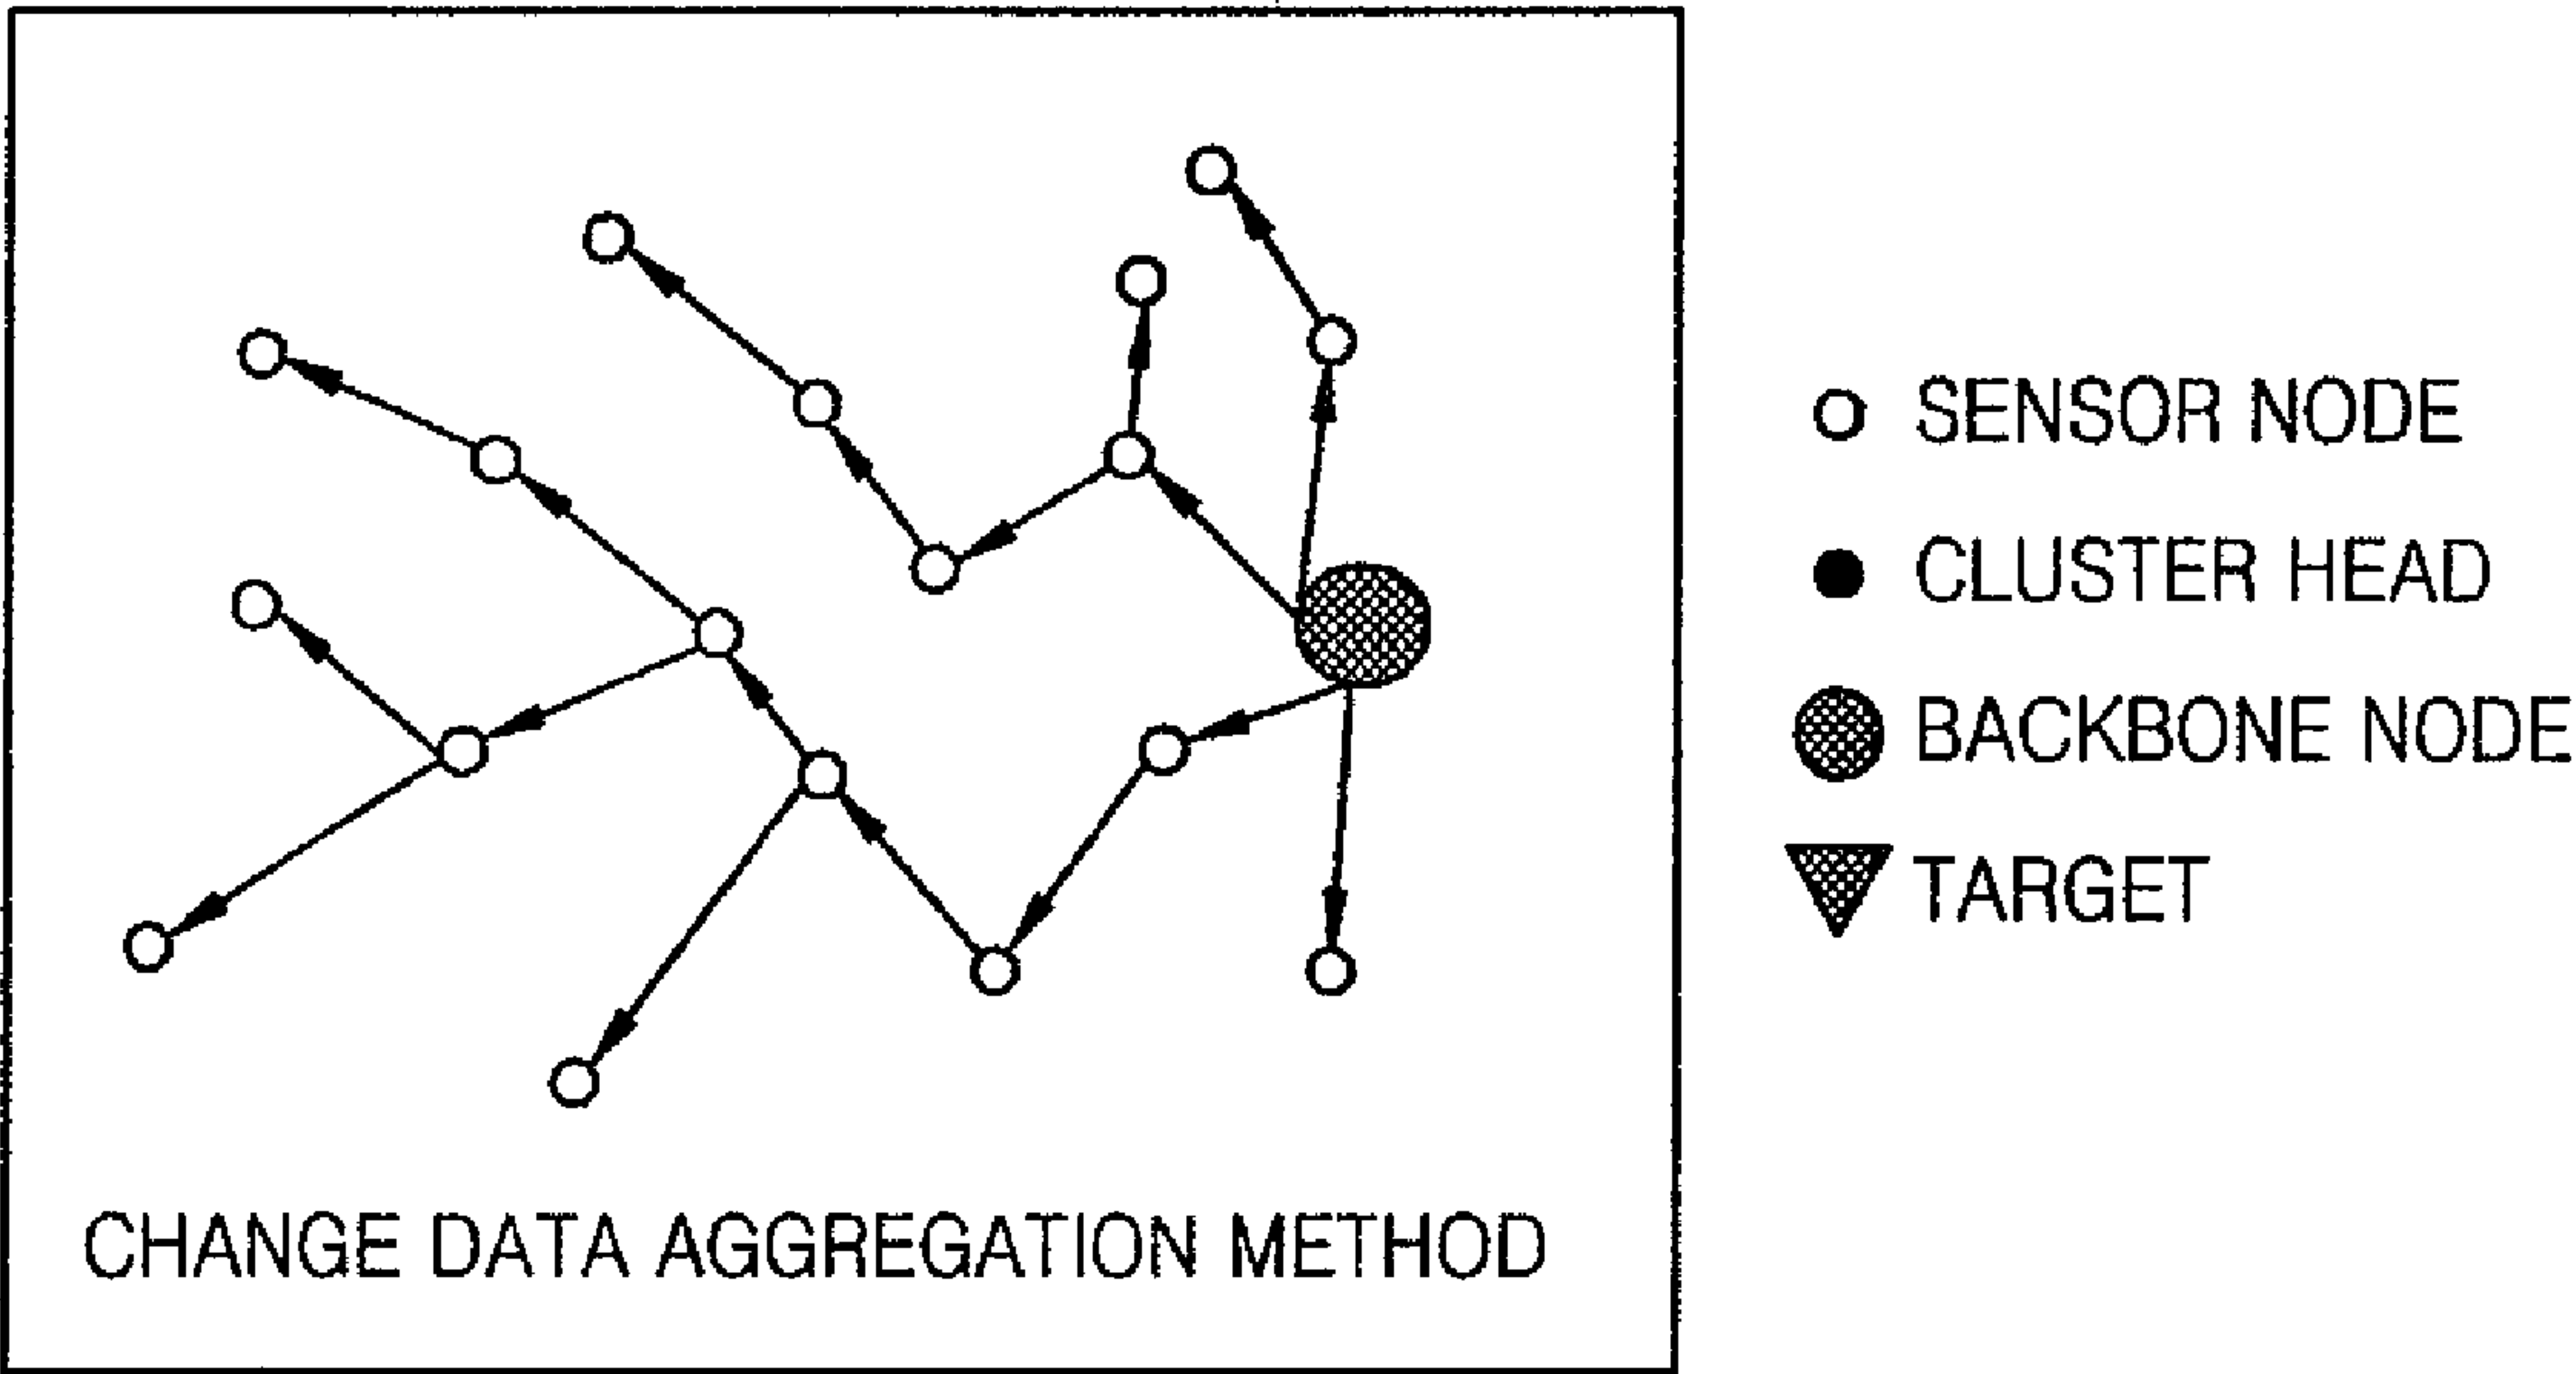 SENSOR NODE
CLUSTER HEAD
BACKBONE NODE
TARGET
CHANGE DATA AGGREGATION METHOD